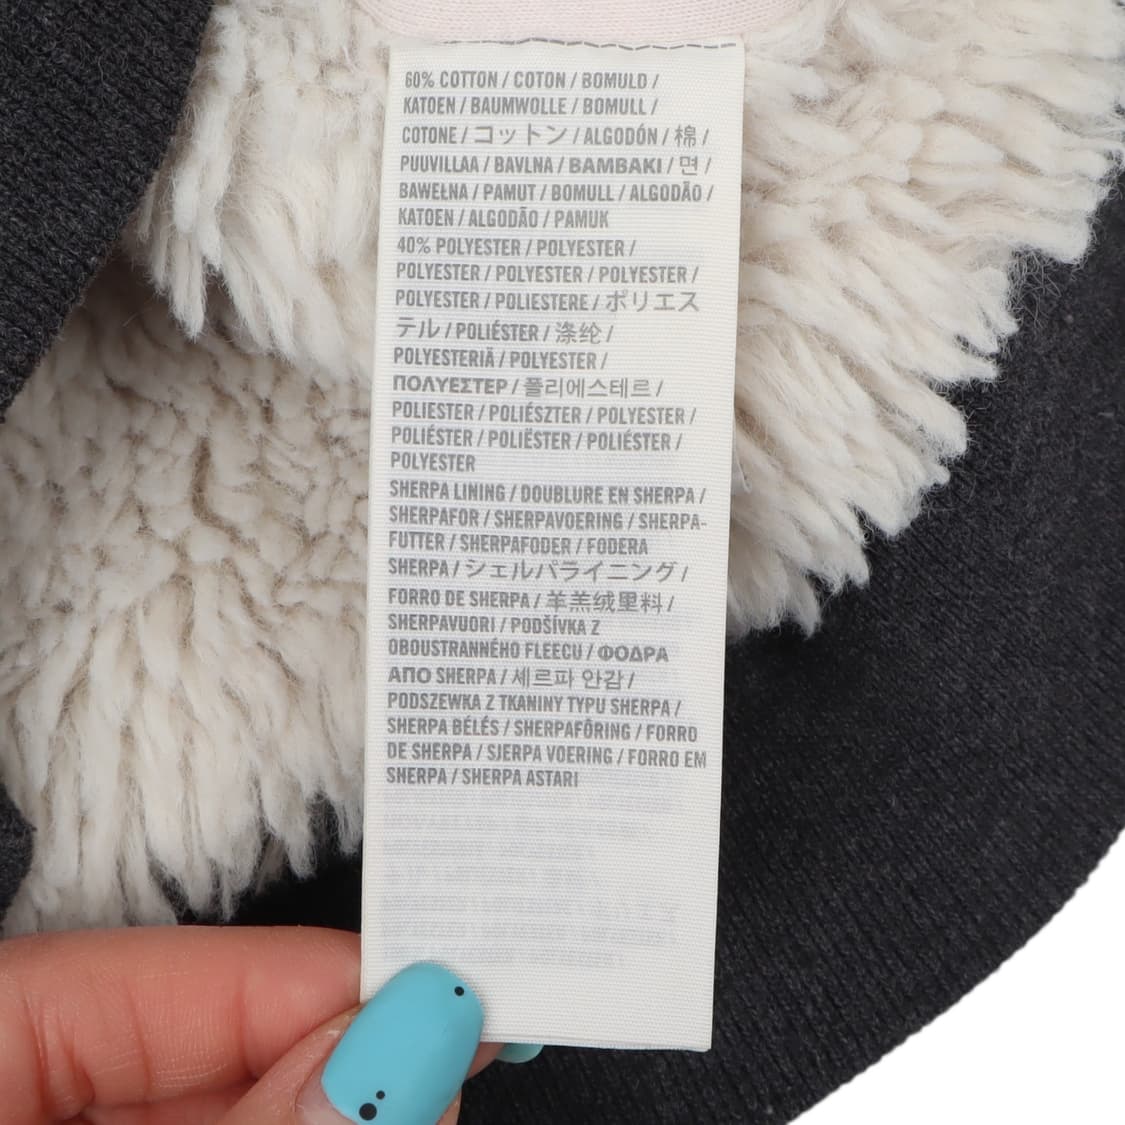 60% COTTON / COTON / BOMULD /
KATOEN / BAUMWOLLE / BOMULL /
COTONE / コットン / ALGODÓN / 棉 /
PUUVILLAA / BAVLNA / BAMBAKI / 면 /
BAWEŁNA / PAMUT / BOMULL / ALGODÃO /
KATOEN / ALGODÃO / PAMUK
40% POLYESTER / POLYESTER /
POLYESTER / POLYESTER / POLYESTER /
POLYESTER / POLIESTERE / ポリエス
テル / POLIÉSTER / 涤纶 /
POLYESTERIÄ / POLYESTER /
ΠΟΛΥΕΣΤΕΡ / 폴리에스테르 /
POLIESTER / POLIÉSZTER / POLYESTER /
POLIÉSTER / POLIËSTER / POLIÉSTER /
POLYESTER
SHERPA LINING / DOUBLURE EN SHERPA /
SHERPAFOR / SHERPAVOERING / SHERPA-
FUTTER / SHERPAFODER / FODERA
SHERPA / シェルパライニング /
FORRO DE SHERPA / 羊羔绒里料 /
SHERPAVUORI / PODŠÍVKA Z
OBOUSTRANNÉHO FLEECU / ΦΟΔΡΑ
ΑΠΟ SHERPA / 셰르파 안감 /
PODSZEWKA Z TKANINY TYPU SHERPA /
SHERPA BÉLÉS / SHERPAFÔRING / FORRO
DE SHERPA / SJERPA VOERING / FORRO EM
SHERPA / SHERPA ASTARI